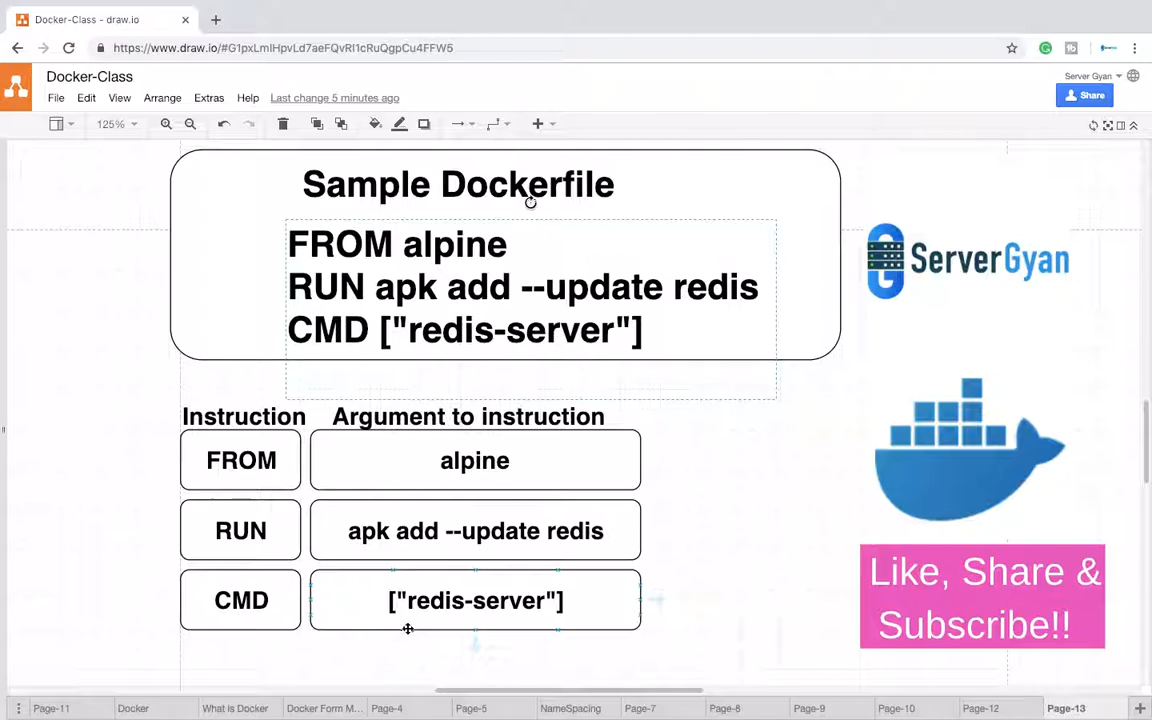 Docker-Class - draw.io
https://www.draw.io/#G1pxLmIHpvLd7aeFQvRl1cRuQgpCu4FFW5
Docker-Class
Server Gyan
File Edit View Arrange Extras Help Last change 5 minutes ago
Share
125%
Sample Dockerfile
FROM alpine
RUN apk add --update redis
CMD ["redis-server"]
ServerGyan
Instruction Argument to instruction
FROM alpine
RUN apk add --update redis
CMD ["redis-server"]
Like, Share &
Subscribe!!
Page-11 Docker What is Docker Docker Form M... Page-4 Page-5 NameSpacing Page-7 Page-8 Page-9 Page-10 Page-12 Page-13